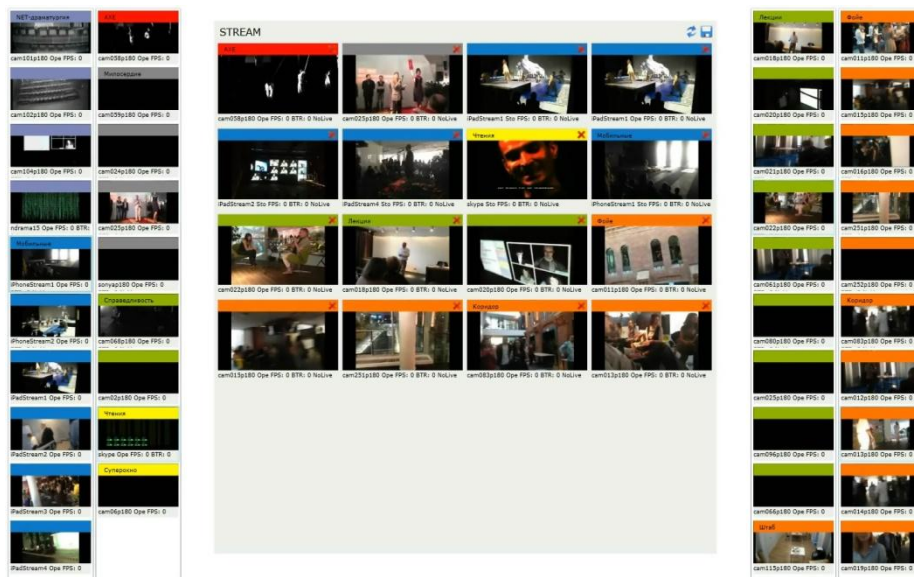 NET-драматургия
cam101p180 Ope FPS: 0
cam102p180 Ope FPS: 0
cam104p180 Ope FPS: 0
ndrama15 Ope FPS: 0 BTR:
Мобильные
iPhoneStream1 Ope FPS: 0
iPhoneStream2 Ope FPS: 0
iPadStream1 Ope FPS: 0
iPadStream2 Ope FPS: 0
iPadStream3 Ope FPS: 0
iPadStream4 Ope FPS: 0
АХЕ
cam058p180 Ope FPS: 0
Милосердие
cam059p180 Ope FPS: 0
cam024p180 Ope FPS: 0
cam025p180 Ope FPS: 0
sonyap180 Ope FPS: 0
Справедливость
cam068p180 Ope FPS: 0
cam02p180 Ope FPS: 0
Чтения
skype Ope FPS: 0 BTR: 0
Суперокно
cam06p180 Ope FPS: 0
STREAM
АХЕ
cam058p180 Ope FPS: 0 BTR: 0 NoLive
cam025p180 Ope FPS: 0 BTR: 0 NoLive
iPadStream1 Sto FPS: 0 BTR: 0 NoLive
iPadStream1 Ope FPS: 0 BTR: 0 NoLive
Чтения
Мобильные
iPadStream2 Sto FPS: 0 BTR: 0 NoLive
iPadStream4 Sto FPS: 0 BTR: 0 NoLive
skype Sto FPS: 0 BTR: 0 NoLive
iPhoneStream1 Sto FPS: 0 BTR: 0 NoLive
Лекции
Фойе
cam022p180 Ope FPS: 0 BTR: 0 NoLive
cam018p180 Ope FPS: 0 BTR: 0 NoLive
cam020p180 Ope FPS: 0 BTR: 0 NoLive
cam011p180 Ope FPS: 0 BTR: 0 NoLive
Коридор
cam015p180 Ope FPS: 0 BTR: 0 NoLive
cam251p180 Ope FPS: 0 BTR: 0 NoLive
cam083p180 Ope FPS: 0 BTR: 0 NoLive
cam013p180 Ope FPS: 0 BTR: 0 NoLive
Лекции
cam018p180 Ope FPS: 0
cam020p180 Ope FPS: 0
cam021p180 Ope FPS: 0
cam022p180 Ope FPS: 0
cam061p180 Ope FPS: 0
cam080p180 Ope FPS: 0
cam025p180 Ope FPS: 0
cam096p180 Ope FPS: 0
cam066p180 Ope FPS: 0
Штаб
cam115p180 Ope FPS: 0
Фойе
cam011p180 Ope FPS: 0
cam015p180 Ope FPS: 0
cam016p180 Ope FPS: 0
cam251p180 Ope FPS: 0
cam252p180 Ope FPS: 0
Коридор
cam083p180 Ope FPS: 0
cam012p180 Ope FPS: 0
cam013p180 Ope FPS: 0
cam014p180 Ope FPS: 0
cam019p180 Ope FPS: 0